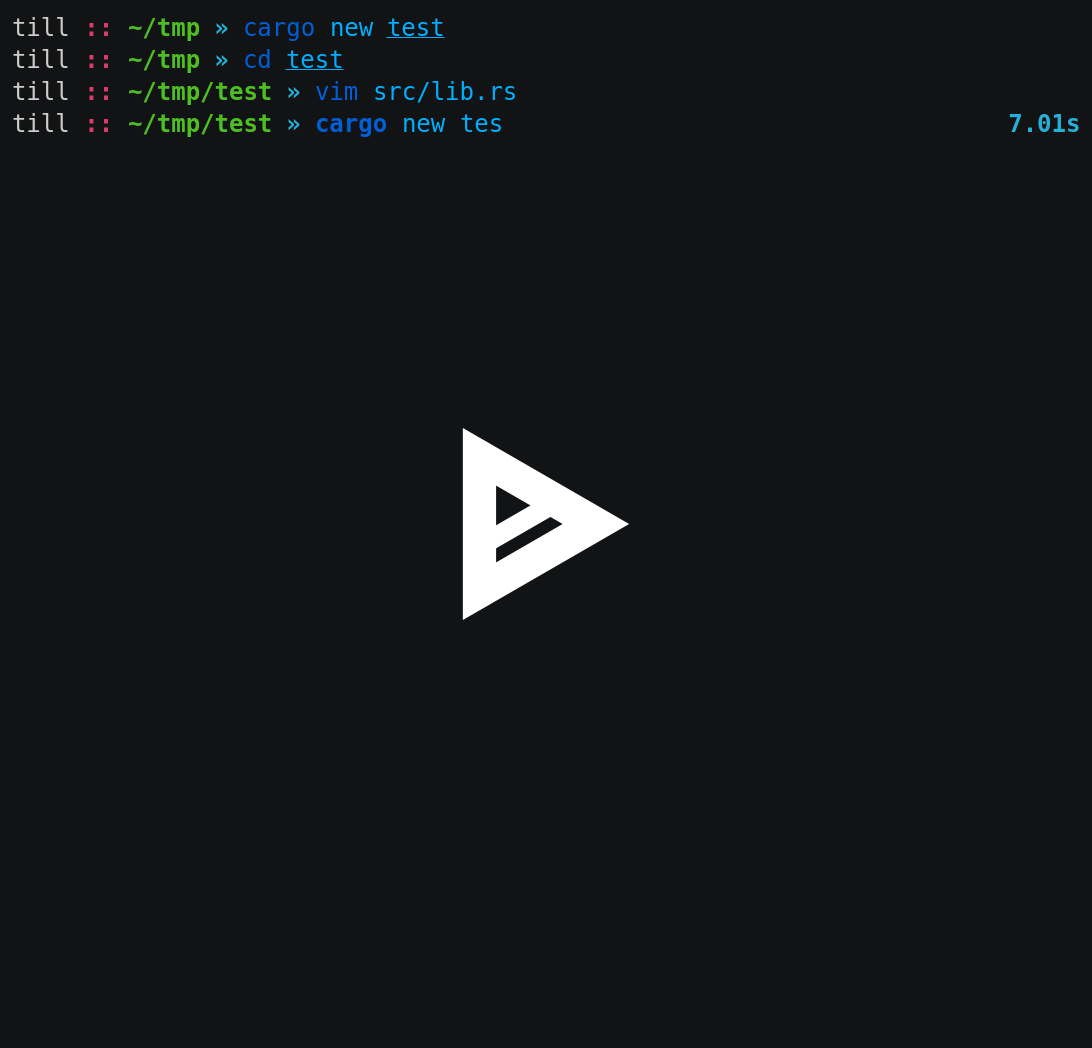 till :: ~/tmp » cargo new test
till :: ~/tmp » cd test
till :: ~/tmp/test » vim src/lib.rs
till :: ~/tmp/test » cargo new tes 7.01s